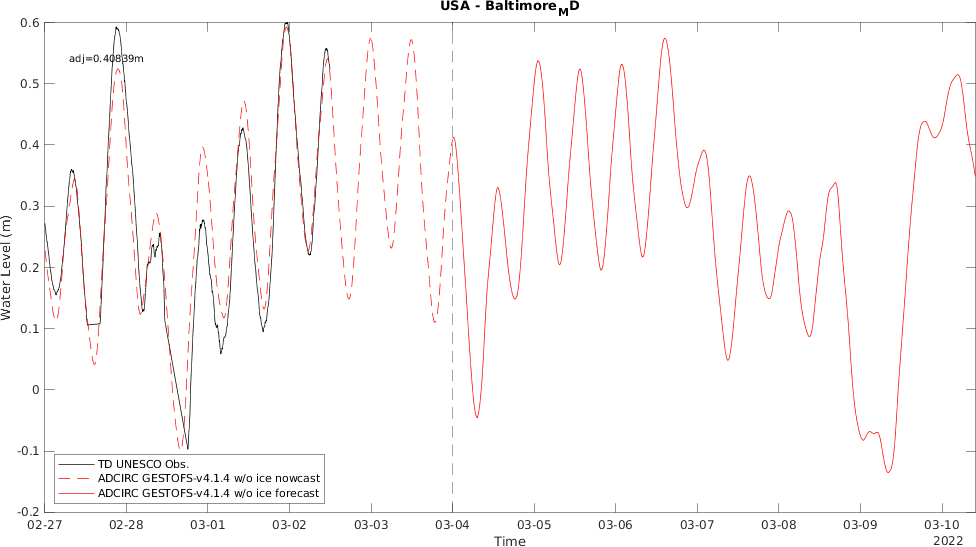 USA - Baltimore_MD
adj=0.40839m
0.6
0.5
0.4
0.3
0.2
0.1
0
-0.1
-0.2
Water Level (m)
TD UNESCO Obs.
ADCIRC GESTOFS-v4.1.4 w/o ice nowcast
ADCIRC GESTOFS-v4.1.4 w/o ice forecast
02-27 02-28 03-01 03-02 03-03 03-04 03-05 03-06 03-07 03-08 03-09 03-10
Time
2022